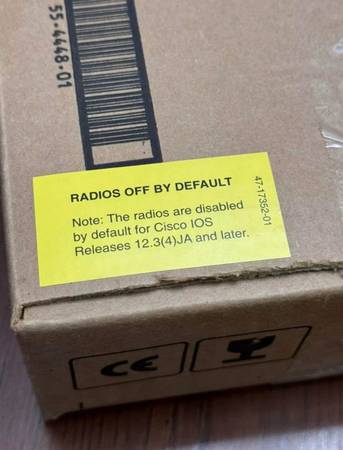 55-4448-01
RADIOS OFF BY DEFAULT
Note: The radios are disabled
by default for Cisco IOS
Releases 12.3(4)JA and later.
47-17352-01
CE